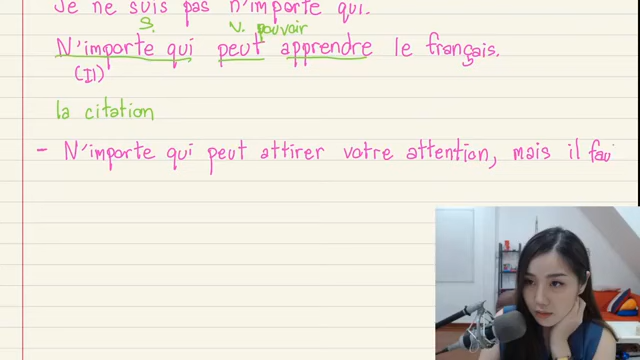 Je ne suis pas n'importe qui.
S. v. pouvoir
N'importe qui peut apprendre le français.
(Il)
la citation
- N'importe qui peut attirer votre attention, mais il fau